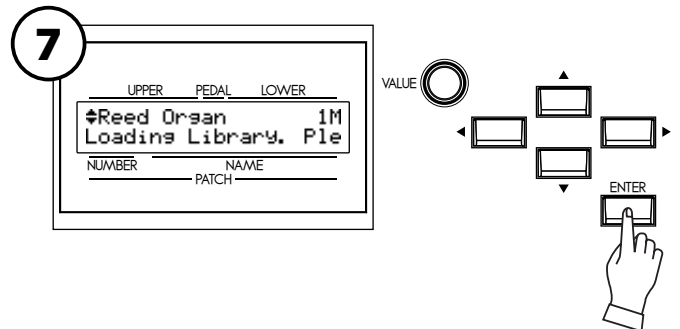 7
UPPER PEDAL LOWER
VALUE
Reed Organ 1M
Loading Library. Ple
NUMBER NAME
PATCH
ENTER